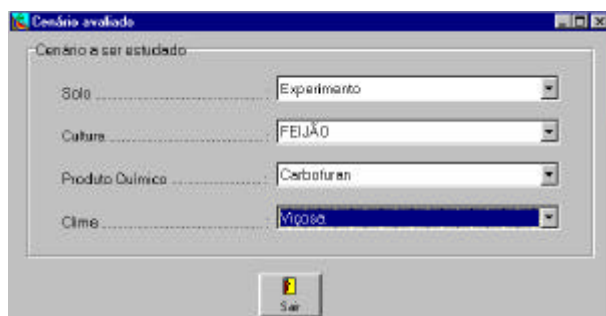 Cenário avaliado
Cenário a ser estudado
Solo ........................ : Experimento
Cultura ........................ : FEIJÃO
Produto Químico ........................ : Carbofuran
Clima ........................ : Viçosa
Sair